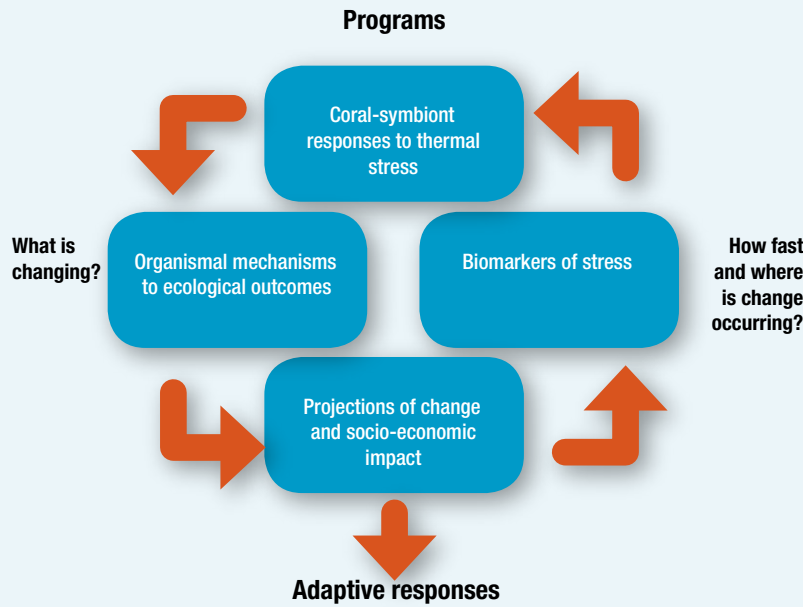 Programs
Coral-symbiont
responses to thermal
stress
What is
changing?
Organismal mechanisms
to ecological outcomes
Biomarkers of stress
How fast
and where
is change
occurring?
Projections of change
and socio-economic
impact
Adaptive responses